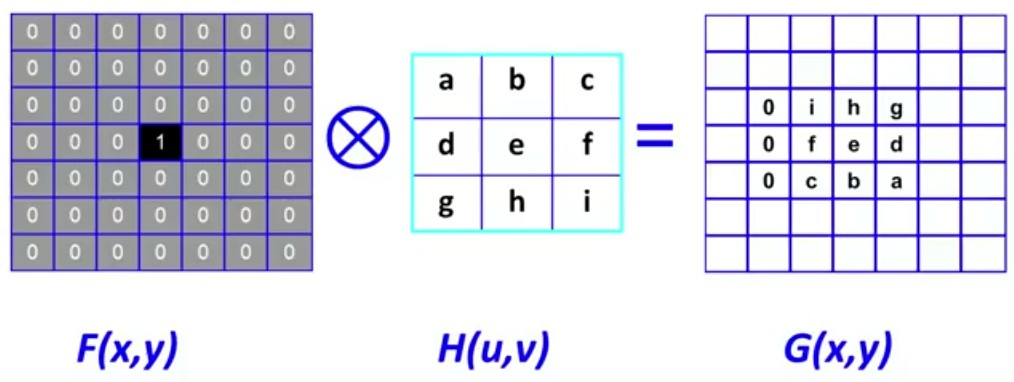 0 0 0 0 0 0 0
0 0 0 0 0 0 0
0 0 0 0 0 0 0
0 0 0 1 0 0 0
0 0 0 0 0 0 0
0 0 0 0 0 0 0
0 0 0 0 0 0 0
⊗
a b c
d e f
g h i
=
0 i h g
0 f e d
0 c b a
F(x,y)
H(u,v)
G(x,y)